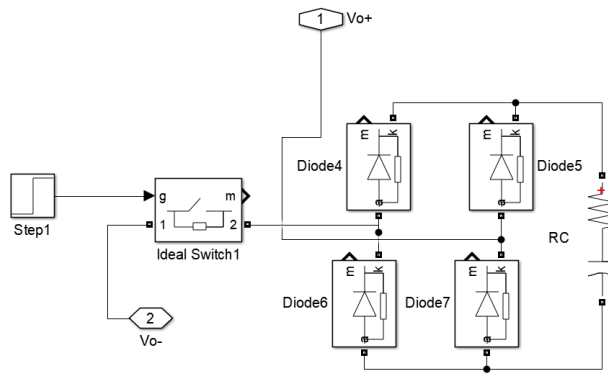 1
Vo+
m
k
m
k
Diode4
Diode5
a
a
g
m
1
2
Step1
Ideal Switch1
+
RC
m
k
m
k
Diode6
Diode7
a
a
2
Vo-